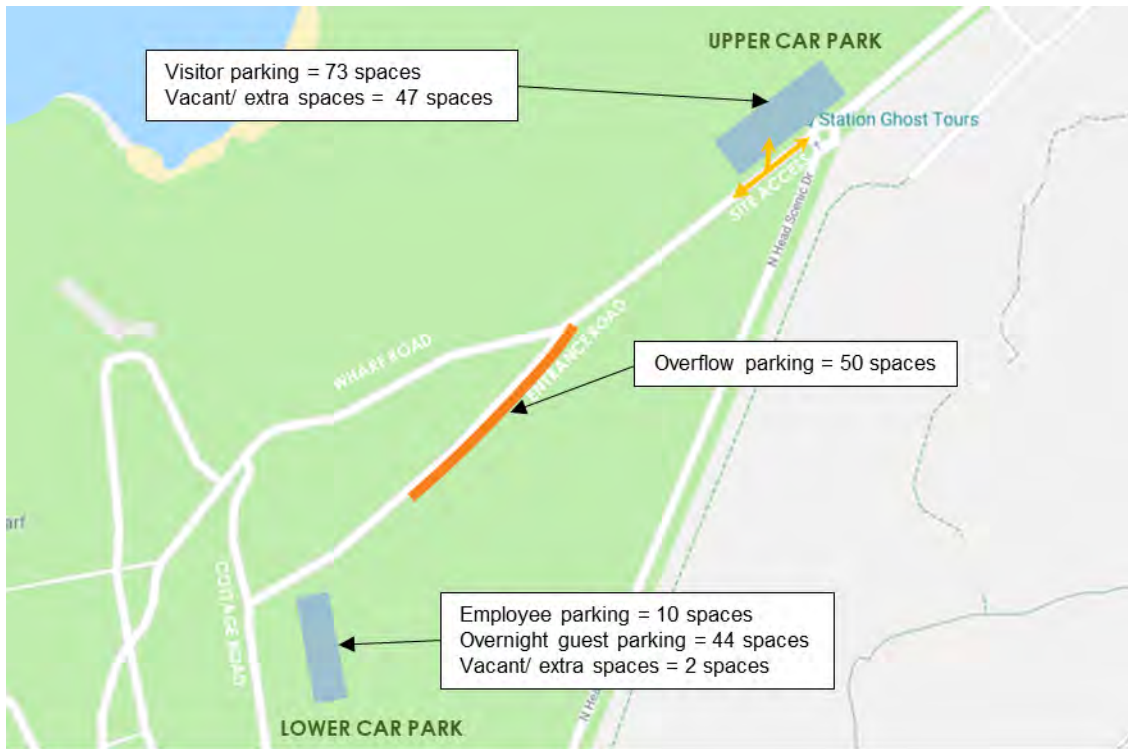 UPPER CAR PARK
Visitor parking = 73 spaces
Vacant/ extra spaces = 47 spaces
Station Ghost Tours
SITE ACCESS
N Head Scenic Dr
WHARF ROAD
ENTRANCE ROAD
Overflow parking = 50 spaces
arf
COTTAGE ROAD
Employee parking = 10 spaces
Overnight guest parking = 44 spaces
Vacant/ extra spaces = 2 spaces
N Hea
LOWER CAR PARK